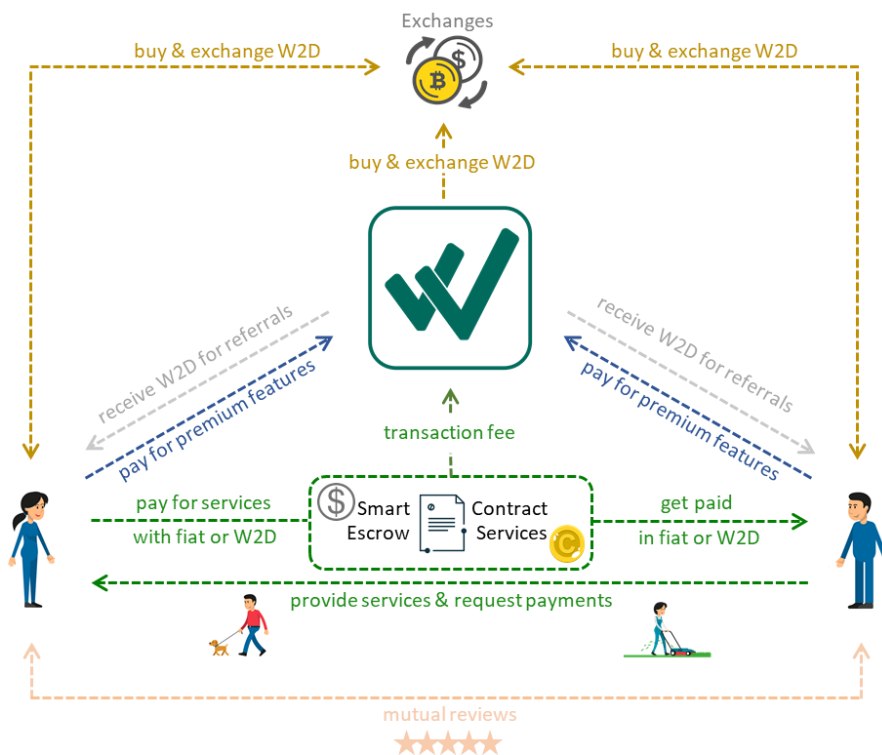 Exchanges
buy & exchange W2D
buy & exchange W2D
buy & exchange W2D
receive W2D for referrals
pay for premium features
receive W2D for referrals
pay for premium features
transaction fee
pay for services
with fiat or W2D
$
Smart
Escrow
Contract
Services
get paid
in fiat or W2D
provide services & request payments
mutual reviews